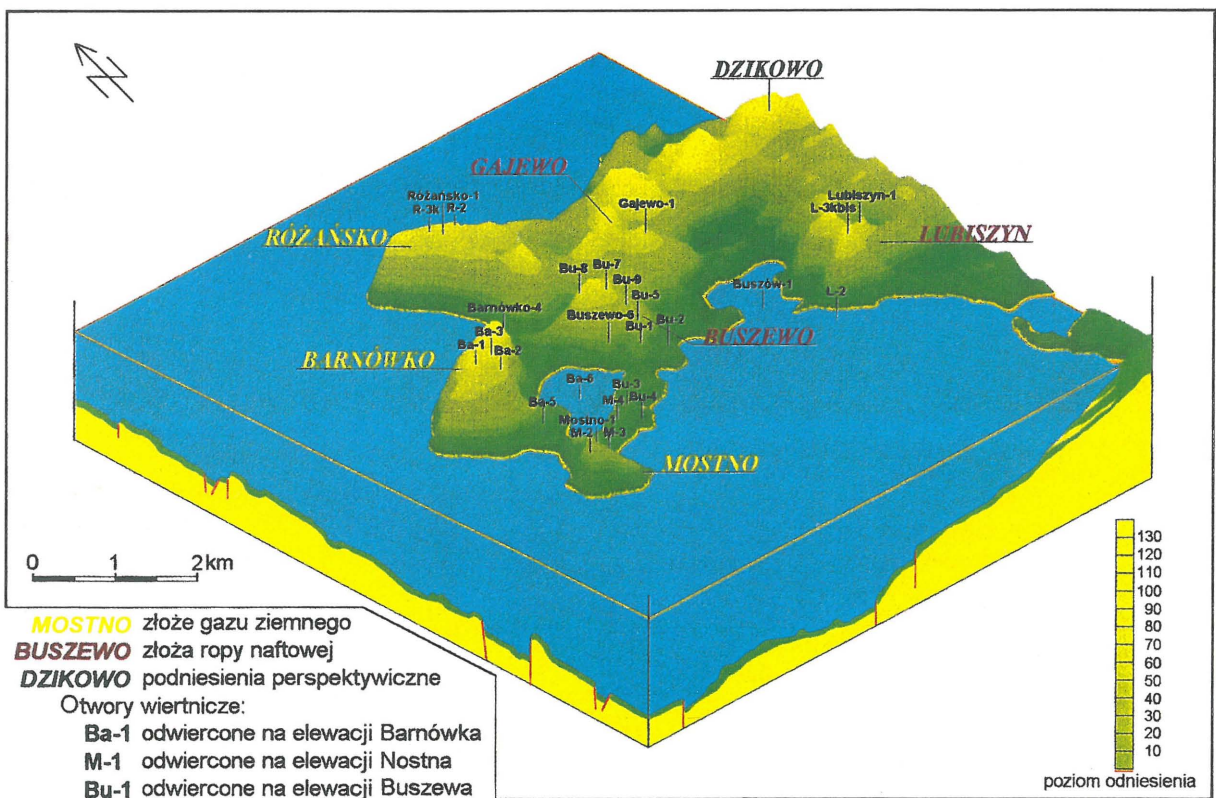 DZIKOWO
GAJEWO
Różańsko-1
R-3k R-2
Gajewo-1
Lubiszyn-1
L-3kbis
RÓŻAŃSKO
LUBISZYN
Bu-8 Bu-7
Bu-9
Bu-5
Buszów-1
L-2
Barnówko-4
Buszewo-6
Bu-1 Bu-2
Ba-3
Ba-1 Ba-2
BUSZEWO
BARNÓWKO
Ba-6 Bu-3
Ba-5 M-4 Bu-4
Mostno-1
M-2 M-3
MOSTNO
0 1 2 km
130
120
110
100
90
80
70
60
50
40
30
20
10
poziom odniesienia
MOSTNO złoże gazu ziemnego
BUSZEWO złoża ropy naftowej
DZIKOWO podniesienia perspektywiczne
Otwory wiertnicze:
Ba-1 odwiercone na elewacji Barnówka
M-1 odwiercone na elewacji Nostna
Bu-1 odwiercone na elewacji Buszewa